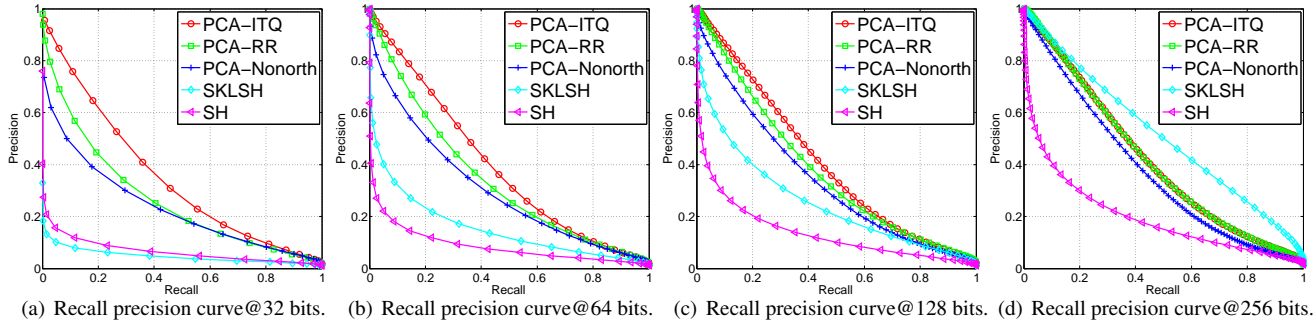 1
0.8
0.6
0.4
0.2
0
Precision
0
0.2
0.4
0.6
0.8
1
Recall
PCA−ITQ
PCA−RR
PCA−Nonorth
SKLSH
SH
(a) Recall precision curve@32 bits.
1
0.8
0.6
0.4
0.2
0
Precision
0
0.2
0.4
0.6
0.8
1
Recall
PCA−ITQ
PCA−RR
PCA−Nonorth
SKLSH
SH
(b) Recall precision curve@64 bits.
1
0.8
0.6
0.4
0.2
0
Precision
0
0.2
0.4
0.6
0.8
1
Recall
PCA−ITQ
PCA−RR
PCA−Nonorth
SKLSH
SH
(c) Recall precision curve@128 bits.
1
0.8
0.6
0.4
0.2
0
Precision
0
0.2
0.4
0.6
0.8
1
Recall
PCA−ITQ
PCA−RR
PCA−Nonorth
SKLSH
SH
(d) Recall precision curve@256 bits.